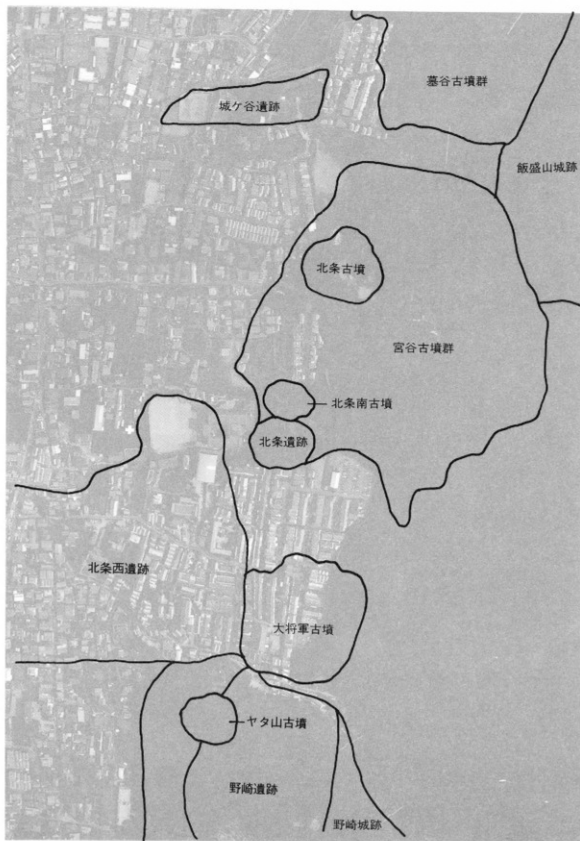 墓谷古墳群
城ケ谷遺跡
飯盛山城跡
北条古墳
宮谷古墳群
北条南古墳
北条遺跡
北条西遺跡
大将軍古墳
ヤタ山古墳
野崎遺跡
野崎城跡